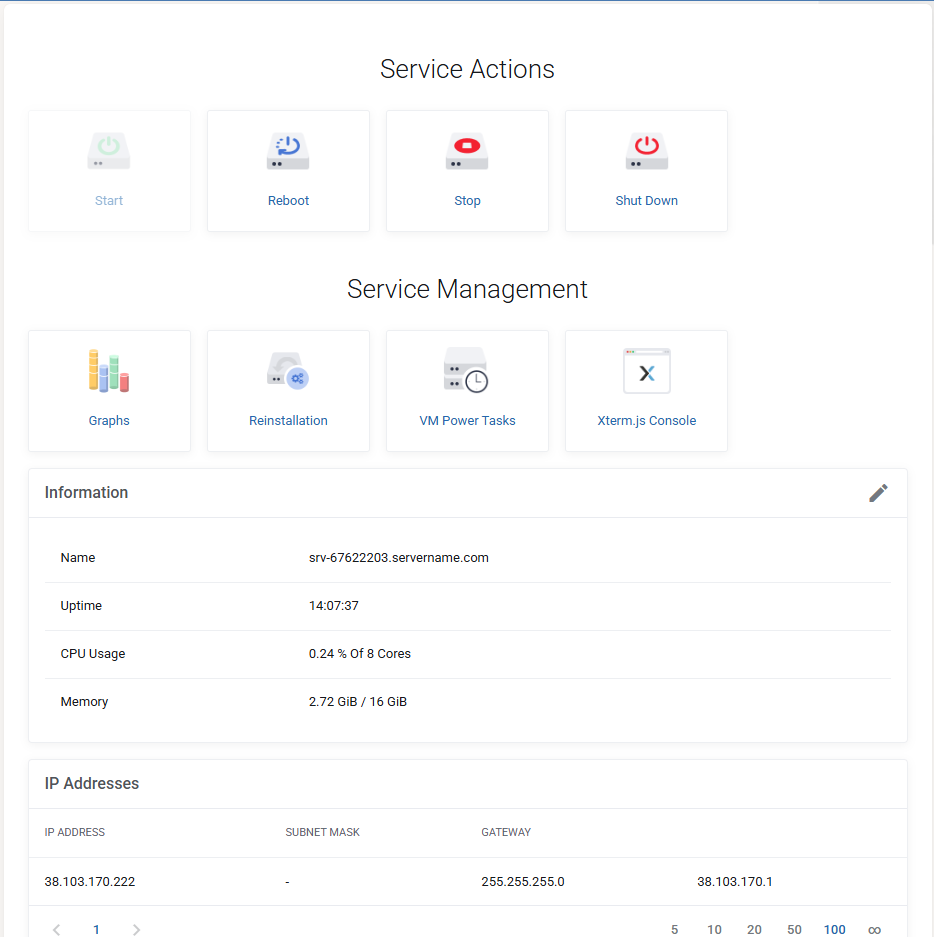 Service Actions
Start Reboot Stop Shut Down
Service Management
Graphs Reinstallation VM Power Tasks Xterm.js Console
Information
Name srv-67622203.servername.com
Uptime 14:07:37
CPU Usage 0.24 % Of 8 Cores
Memory 2.72 GiB / 16 GiB
IP Addresses
IP ADDRESS SUBNET MASK GATEWAY
38.103.170.222 - 255.255.255.0 38.103.170.1
1 5 10 20 50 100 ∞